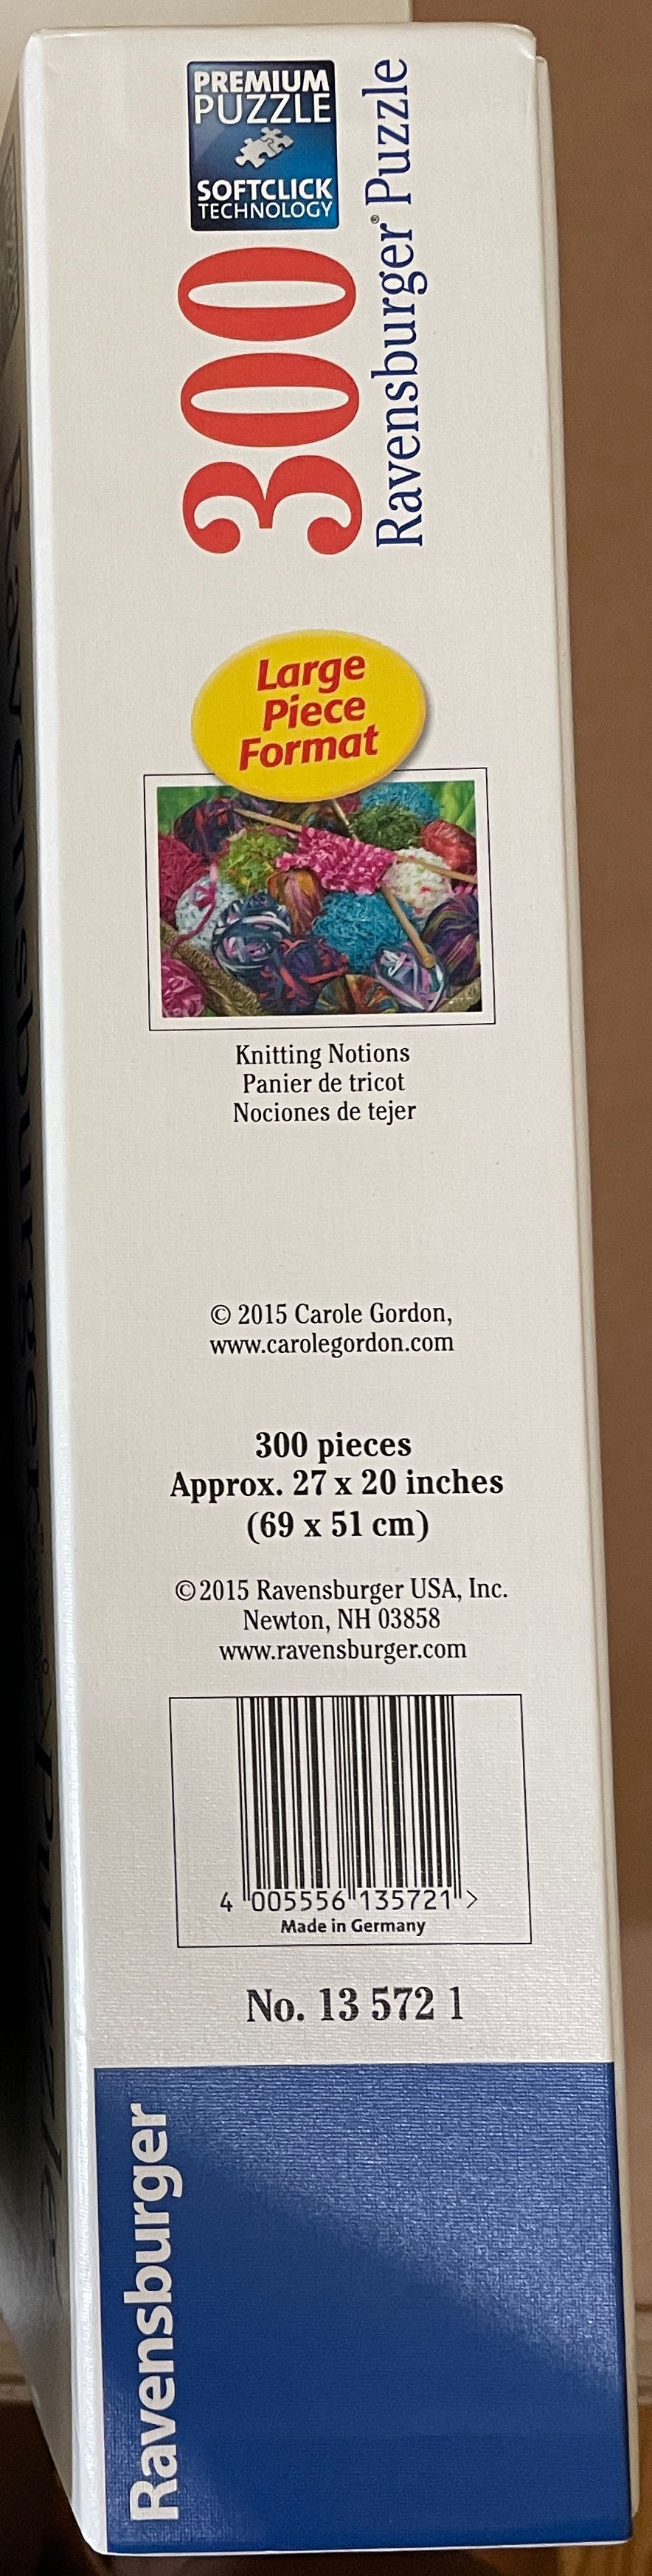 PREMIUM
PUZZLE
SOFTCLICK
TECHNOLOGY
300
Ravensburger® Puzzle
Large
Piece
Format
Knitting Notions
Panier de tricot
Nociones de tejer
© 2015 Carole Gordon,
www.carolegordon.com
300 pieces
Approx. 27 x 20 inches
(69 x 51 cm)
©2015 Ravensburger USA, Inc.
Newton, NH 03858
www.ravensburger.com
4 005556 135721 >
Made in Germany
No. 13 572 1
Ravensburger
Ravensburger® Puzzle